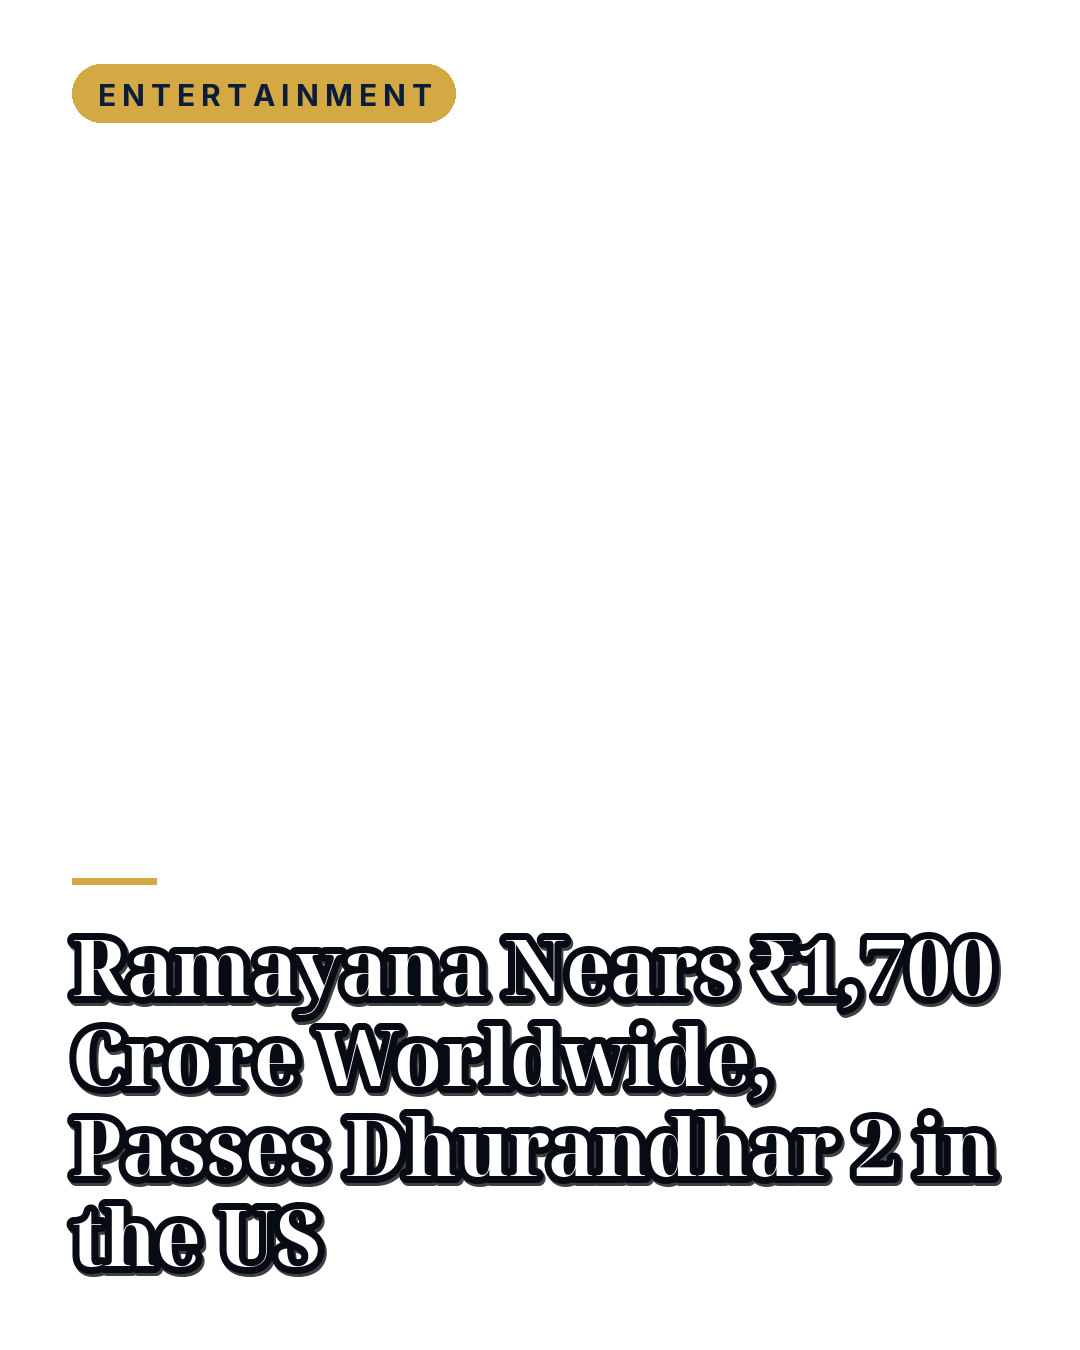 ENTERTAINMENT
Ramayana Nears ₹1,700
Crore Worldwide,
Passes Dhurandhar 2 in
the US